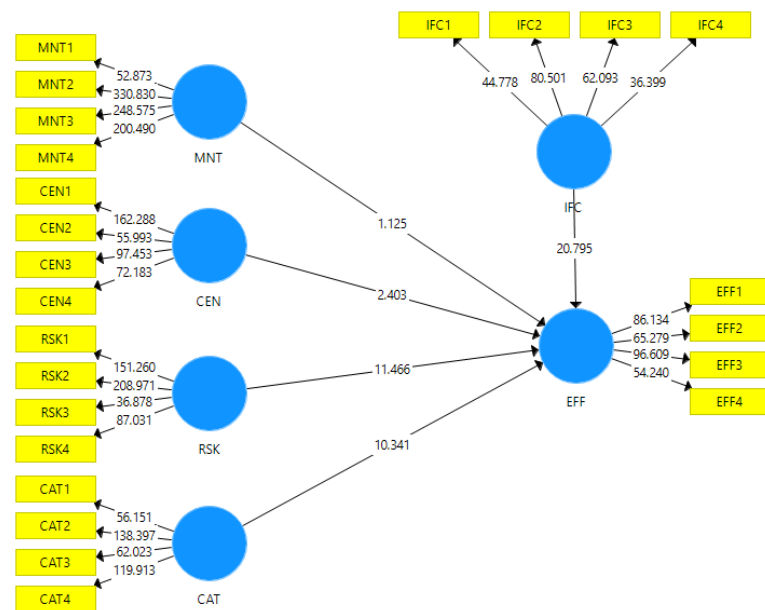 IFC1 IFC2 IFC3 IFC4
44.778 80.501 62.093 36.399
IFC
20.795
MNT1
MNT2
MNT3
MNT4
52.873
330.830
248.575
200.490
MNT
1.125
CEN1
CEN2
CEN3
CEN4
162.288
55.993
97.453
72.183
CEN
2.403
RSK1
RSK2
RSK3
RSK4
151.260
208.971
36.878
87.031
RSK
11.466
CAT1
CAT2
CAT3
CAT4
56.151
138.397
62.023
119.913
CAT
10.341
EFF
86.134
65.279
96.609
54.240
EFF1
EFF2
EFF3
EFF4